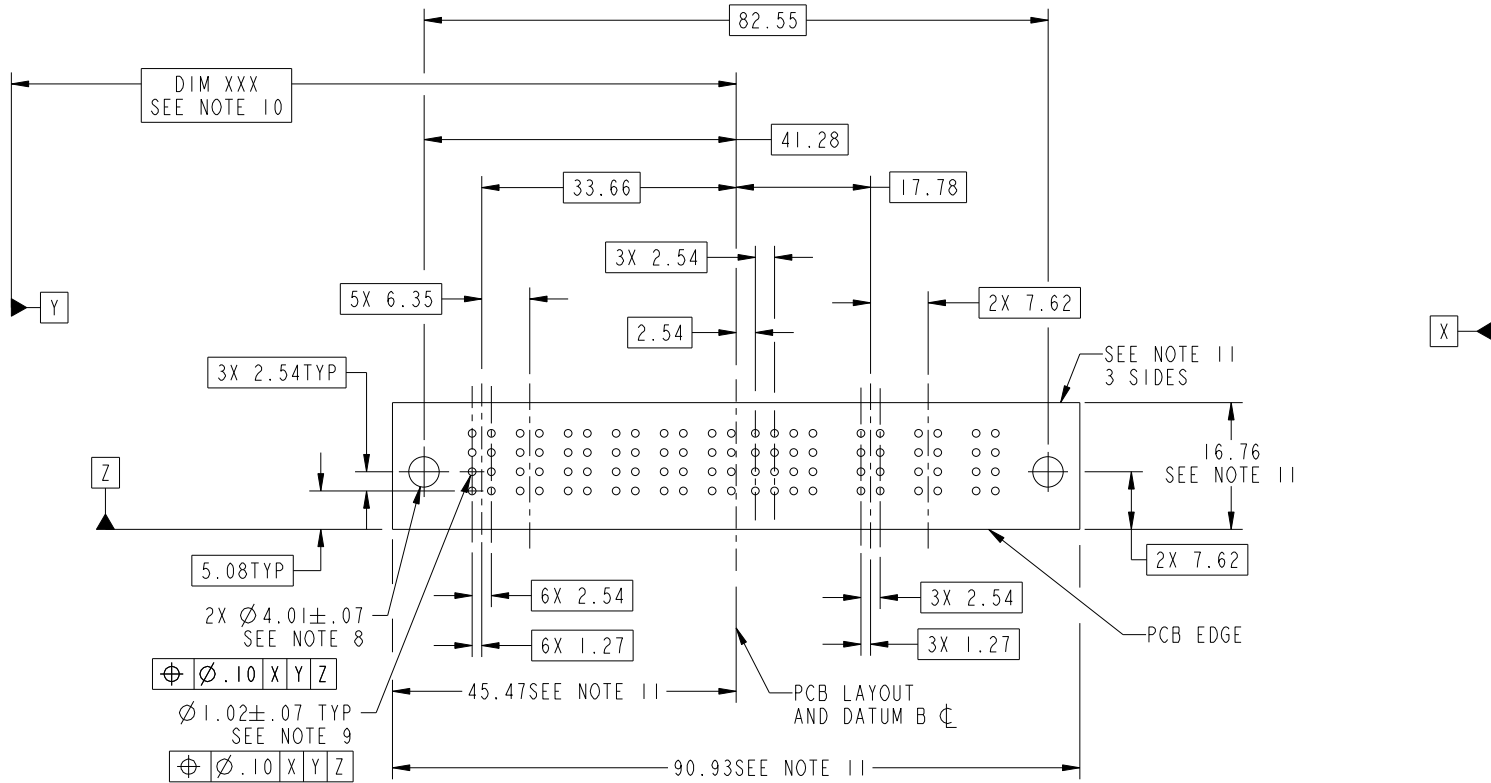 82.55
DIM XXX
SEE NOTE 10
41.28
33.66
17.78
3X 2.54
5X 6.35
2X 7.62
Y
2.54
X
SEE NOTE 11
3 SIDES
3X 2.54TYP
16.76
SEE NOTE 11
Z
5.08TYP
2X 7.62
6X 2.54
3X 2.54
2X Ø4.01±.07
SEE NOTE 8
PCB EDGE
6X 1.27
3X 1.27
⌖ Ø.10 X Y Z
45.47SEE NOTE 11
PCB LAYOUT
AND DATUM B ℄
Ø1.02±.07 TYP
SEE NOTE 9
⌖ Ø.10 X Y Z
90.93SEE NOTE 11